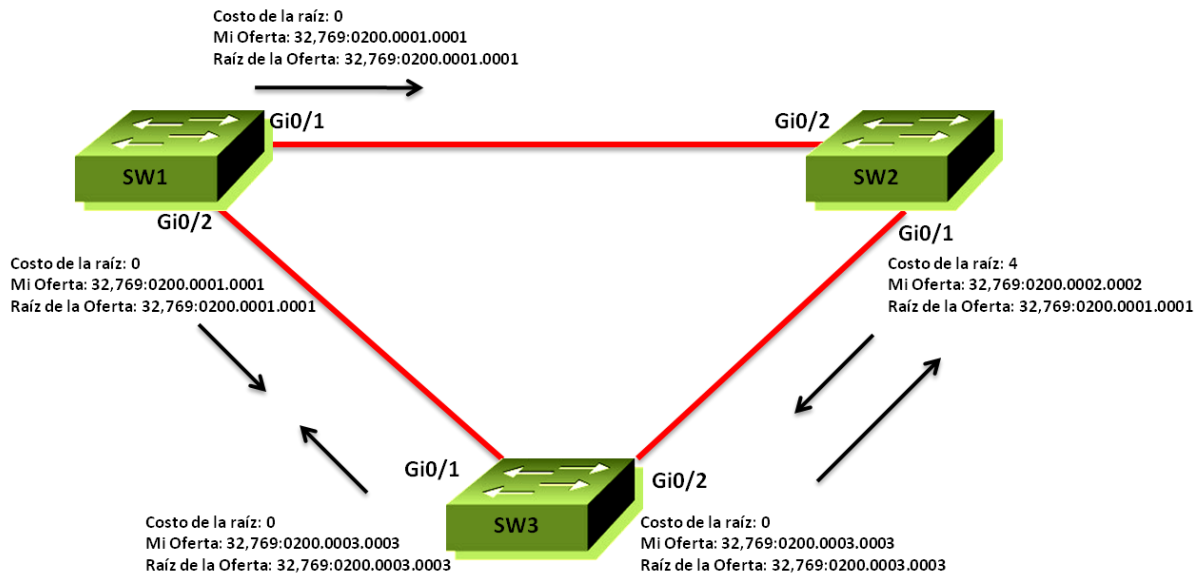 Costo de la raíz: 0
Mi Oferta: 32,769:0200.0001.0001
Raíz de la Oferta: 32,769:0200.0001.0001
Gi0/1
Gi0/2
SW1
SW2
Gi0/2
Gi0/1
Costo de la raíz: 0
Mi Oferta: 32,769:0200.0001.0001
Raíz de la Oferta: 32,769:0200.0001.0001
Costo de la raíz: 4
Mi Oferta: 32,769:0200.0002.0002
Raíz de la Oferta: 32,769:0200.0001.0001
Gi0/1
Gi0/2
SW3
Costo de la raíz: 0
Mi Oferta: 32,769:0200.0003.0003
Raíz de la Oferta: 32,769:0200.0003.0003
Costo de la raíz: 0
Mi Oferta: 32,769:0200.0003.0003
Raíz de la Oferta: 32,769:0200.0003.0003